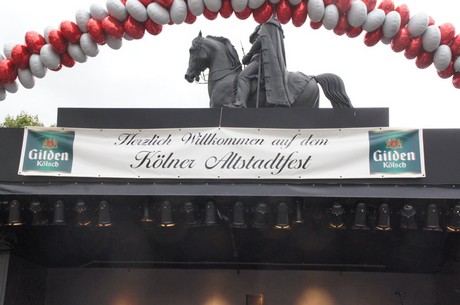 Herzlich Willkommen auf dem
Kölner Altstadtfest
Gilden
Kölsch
Gilden
Kölsch